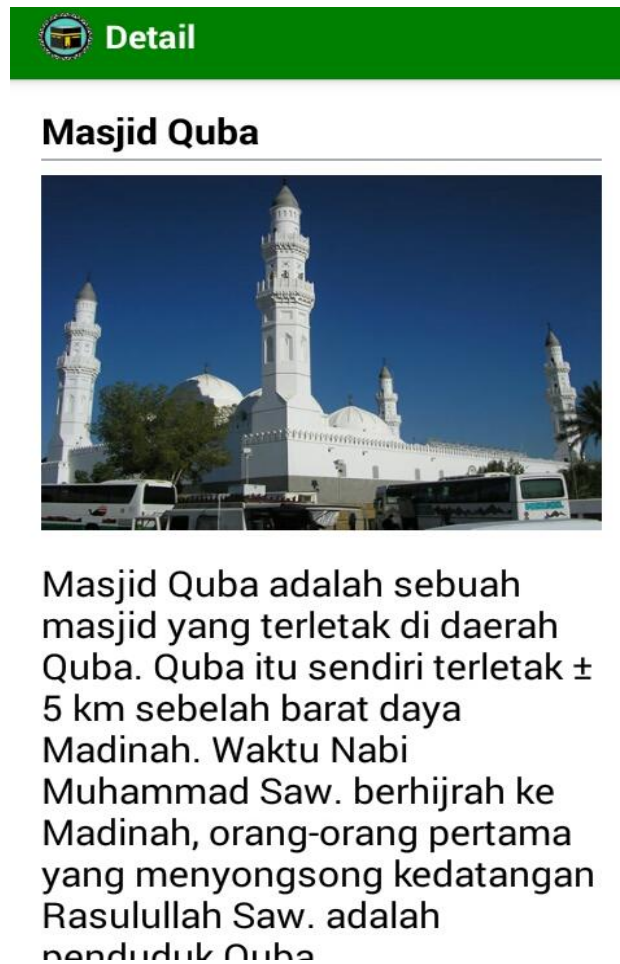 Detail
Masjid Quba
Masjid Quba adalah sebuah
masjid yang terletak di daerah
Quba. Quba itu sendiri terletak ±
5 km sebelah barat daya
Madinah. Waktu Nabi
Muhammad Saw. berhijrah ke
Madinah, orang-orang pertama
yang menyongsong kedatangan
Rasulullah Saw. adalah
penduduk Quba